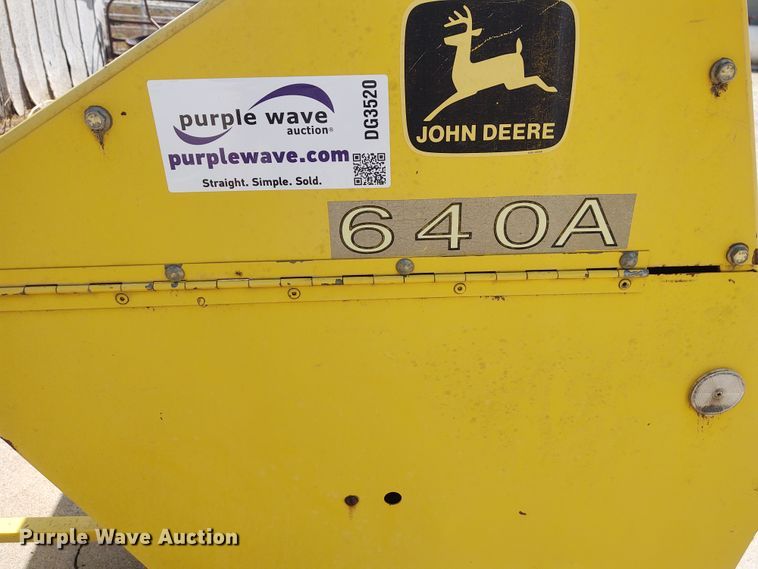 purple wave
auction®
purplewave.com
Straight. Simple. Sold.
DG3520
JOHN DEERE
640A
Purple Wave Auction